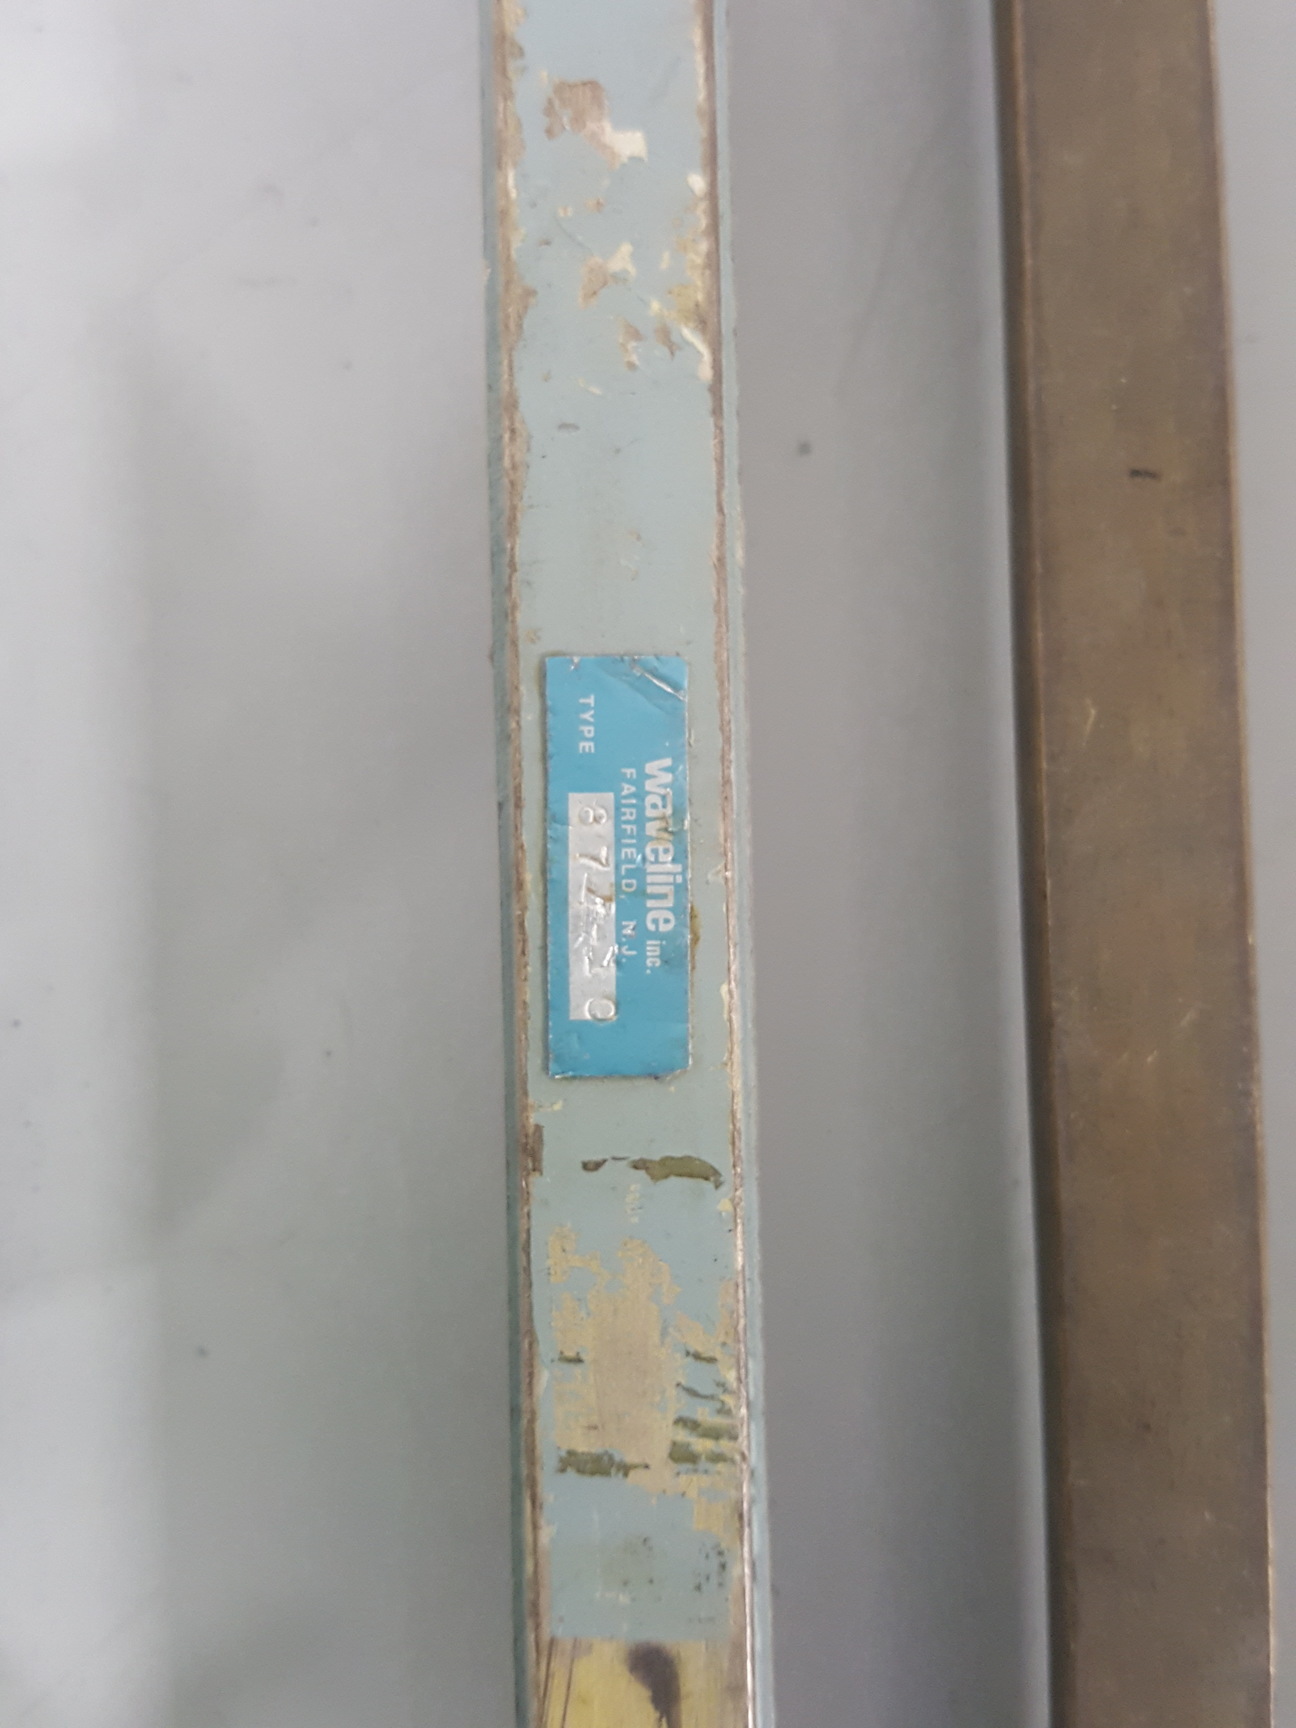 waveline inc.
FAIRFIELD, N.J.
TYPE